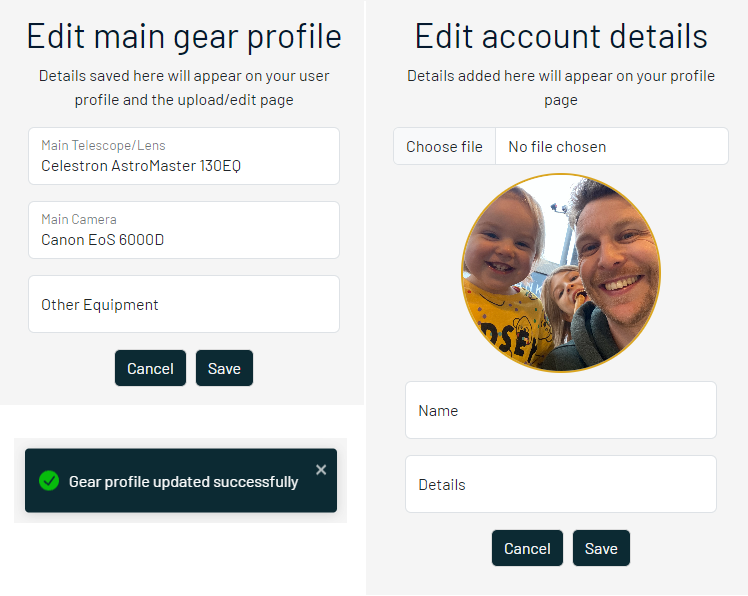 Edit main gear profile
Details saved here will appear on your user
profile and the upload/edit page
Main Telescope/Lens
Celestron AstroMaster 130EQ
Main Camera
Canon EoS 6000D
Other Equipment
Cancel
Save
Gear profile updated successfully
Edit account details
Details added here will appear on your profile
page
Choose file
No file chosen
Name
Details
Cancel
Save